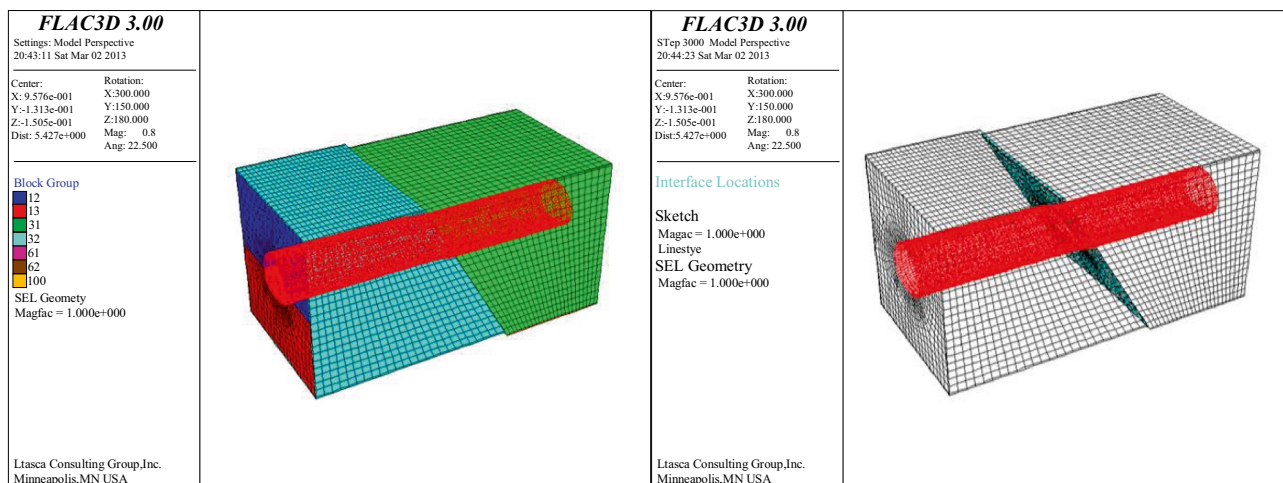 FLAC3D 3.00
Settings: Model Perspective
20:43:11 Sat Mar 02 2013
Center:
X: 9.576e-001
Y:-1.313e-001
Z:-1.505e-001
Dist: 5.427e+000
Rotation:
X:300.000
Y:150.000
Z:180.000
Mag: 0.8
Ang: 22.500
Block Group
12
13
31
32
61
62
100
SEL Geomety
Magfac = 1.000e+000
Ltasca Consulting Group,Inc.
Minneapolis,MN USA
FLAC3D 3.00
STep 3000 Model Perspective
20:44:23 Sat Mar 02 2013
Center:
X:9.576e-001
Y:-1.313e-001
Z:-1.505e-001
Dist:5.427e+000
Rotation:
X:300.000
Y:150.000
Z:180.000
Mag: 0.8
Ang: 22.500
Interface Locations
Sketch
Magac = 1.000e+000
Linestye
SEL Geometry
Magfac = 1.000e+000
Ltasca Consulting Group,Inc.
Minneapolis,MN USA